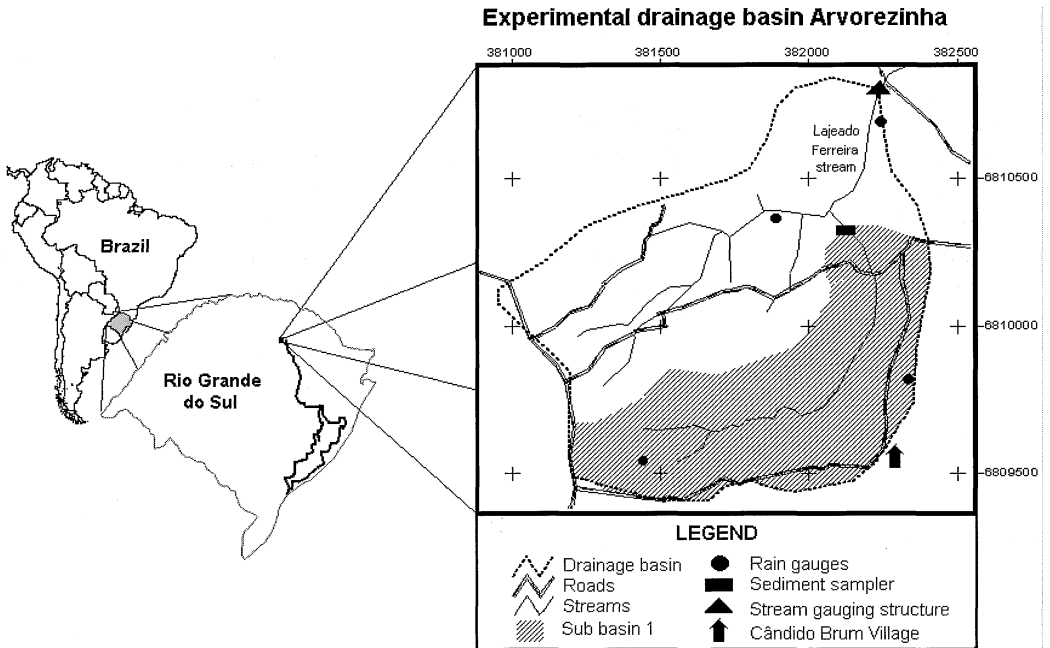 Experimental drainage basin Arvorezinha
381000 381500 382000 382500
Lajeado
Ferreira
stream
6810500
6810000
6809500
Brazil
Rio Grande
do Sul
LEGEND
Drainage basin
Roads
Streams
Sub basin 1
Rain gauges
Sediment sampler
Stream gauging structure
Cândido Brum Village